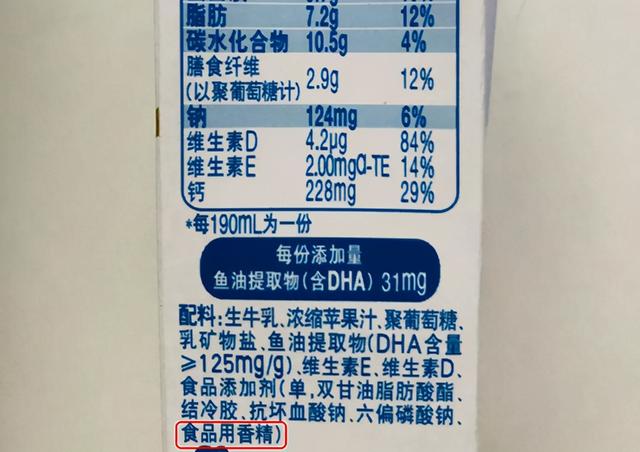 脂肪 7.2g 12%
碳水化合物 10.5g 4%
膳食纤维
(以聚葡萄糖计) 2.9g 12%
钠 124mg 6%
维生素D 4.2μg 84%
维生素E 2.00mgα-TE 14%
钙 228mg 29%
*每190mL为一份
每份添加量
鱼油提取物(含DHA) 31mg
配料:生牛乳、浓缩苹果汁、聚葡萄糖、
乳矿物盐、鱼油提取物(DHA含量
≥125mg/g)、维生素E、维生素D、
食品添加剂(单,双甘油脂肪酸酯、
结冷胶、抗坏血酸钠、六偏磷酸钠、
食品用香精)